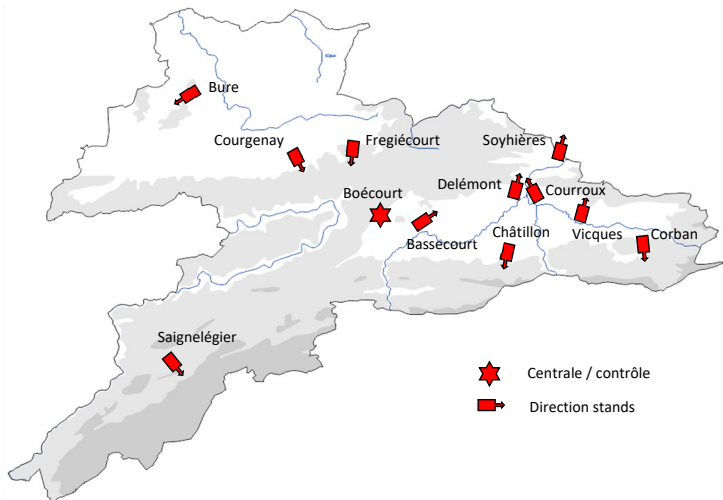 Bure
Courgenay
Fregiécourt
Soyhières
Boécourt
Delémont
Courroux
Bassecourt
Châtillon
Vicques
Corban
Saignelégier
Centrale / contrôle
Direction stands